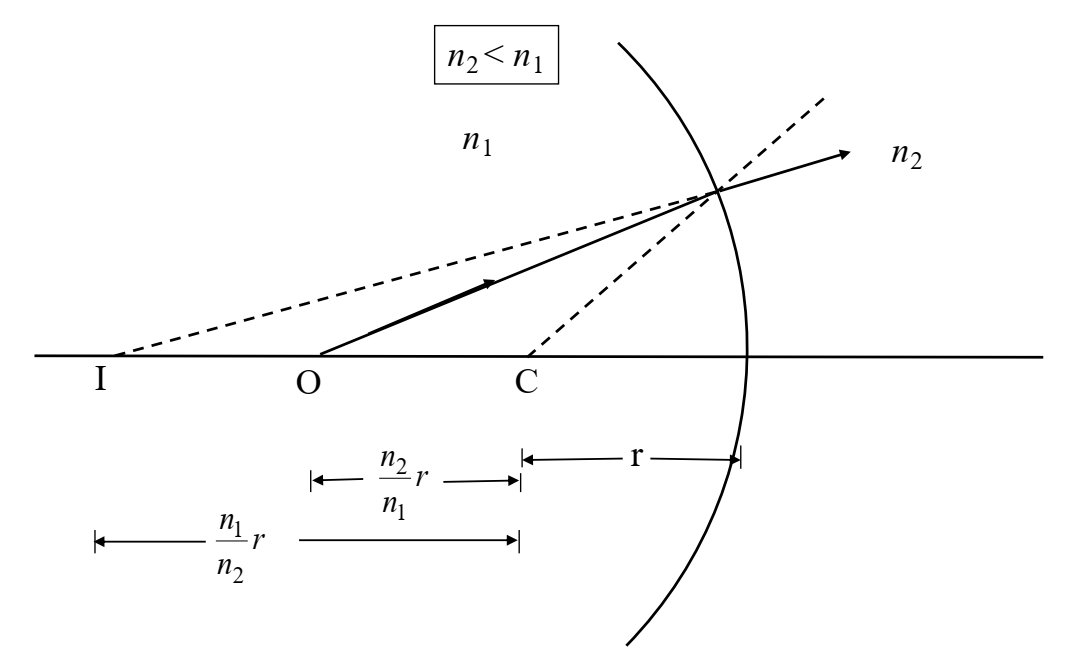 n₂ < n₁
n₁
n₂
I
O
C
r
n₂/n₁ r
n₁/n₂ r